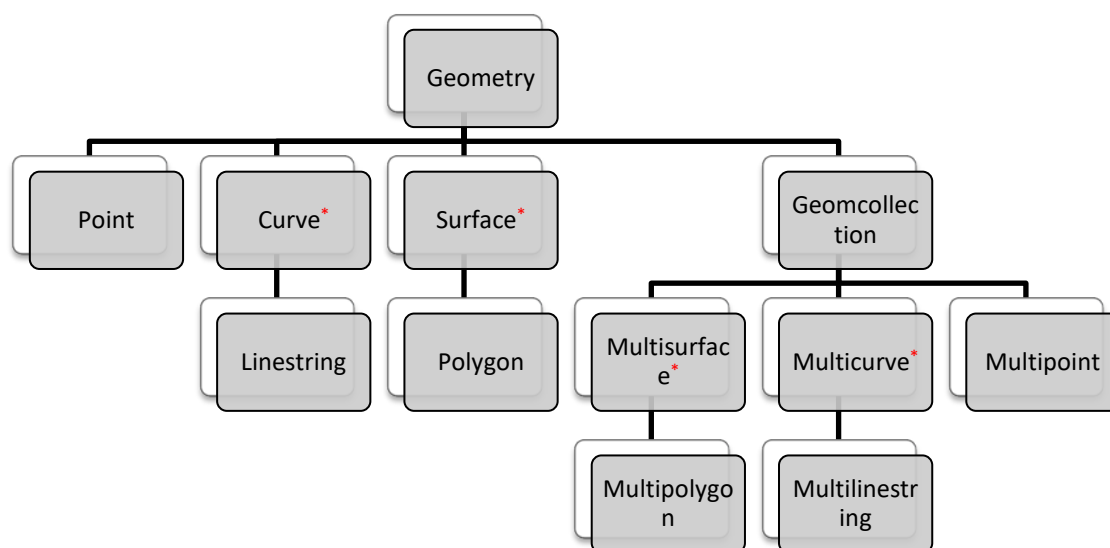 Geometry
Point
Curve*
Surface*
Geomcollec
tion
Linestring
Polygon
Multisurfac
e*
Multicurve*
Multipoint
Multipolygo
n
Multilinestr
ing